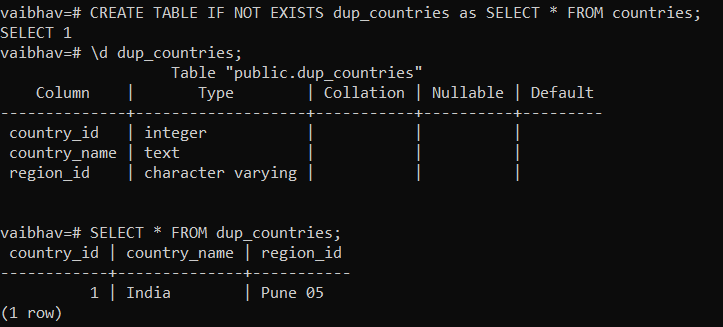 vaibhav=# CREATE TABLE IF NOT EXISTS dup_countries as SELECT * FROM countries;
SELECT 1
vaibhav=# \d dup_countries;
                 Table "public.dup_countries"
    Column    |       Type        | Collation | Nullable | Default
--------------+-------------------+-----------+----------+---------
 country_id   | integer           |           |          |
 country_name | text              |           |          |
 region_id    | character varying |           |          |
vaibhav=# SELECT * FROM dup_countries;
 country_id | country_name | region_id
------------+--------------+-----------
          1 | India        | Pune 05
(1 row)